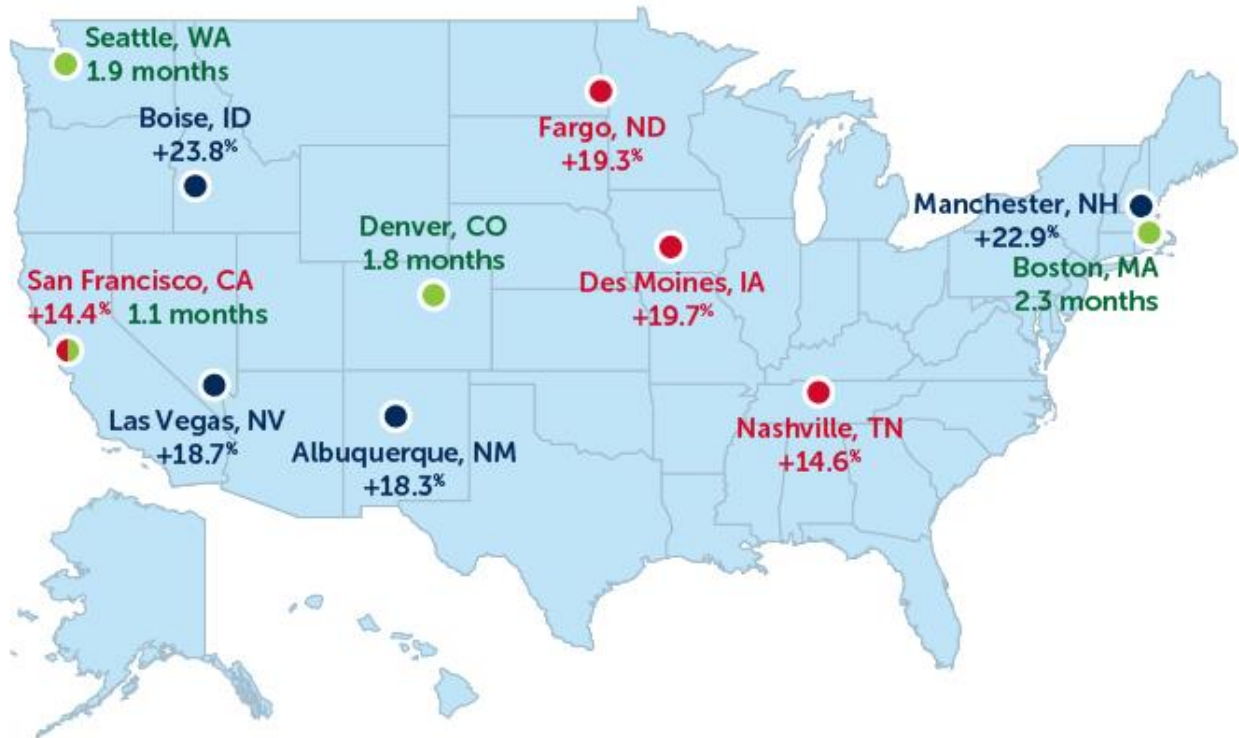 Seattle, WA
1.9 months
Boise, ID
+23.8%
Fargo, ND
+19.3%
Manchester, NH
+22.9%
Boston, MA
2.3 months
Denver, CO
1.8 months
San Francisco, CA
+14.4% 1.1 months
Des Moines, IA
+19.7%
Las Vegas, NV
+18.7%
Albuquerque, NM
+18.3%
Nashville, TN
+14.6%